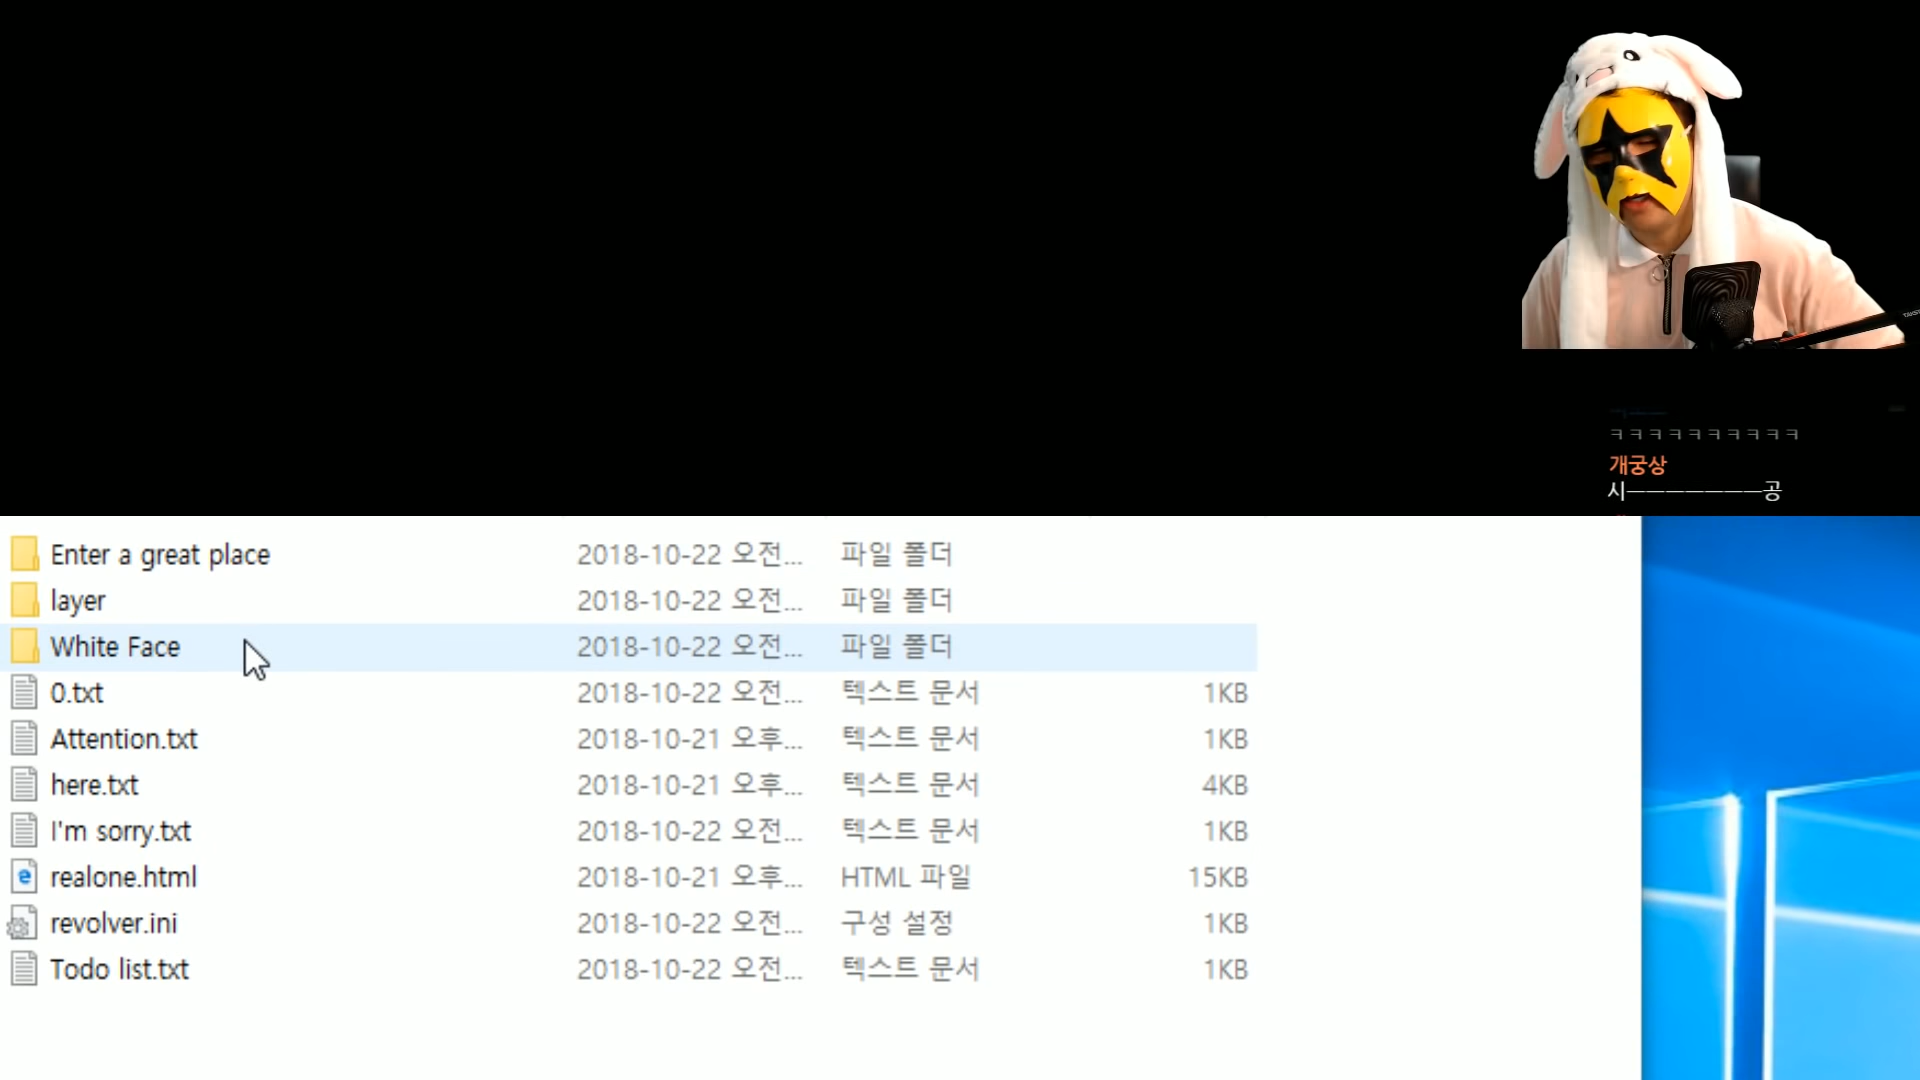 ㅋㅋㅋㅋㅋㅋㅋㅋㅋㅋ
개궁상
시───────공
Enter a great place 2018-10-22 오전... 파일 폴더
layer 2018-10-22 오전... 파일 폴더
White Face 2018-10-22 오전... 파일 폴더
0.txt 2018-10-22 오전... 텍스트 문서 1KB
Attention.txt 2018-10-21 오후... 텍스트 문서 1KB
here.txt 2018-10-21 오후... 텍스트 문서 4KB
I'm sorry.txt 2018-10-22 오전... 텍스트 문서 1KB
realone.html 2018-10-21 오후... HTML 파일 15KB
revolver.ini 2018-10-22 오전... 구성 설정 1KB
Todo list.txt 2018-10-22 오전... 텍스트 문서 1KB